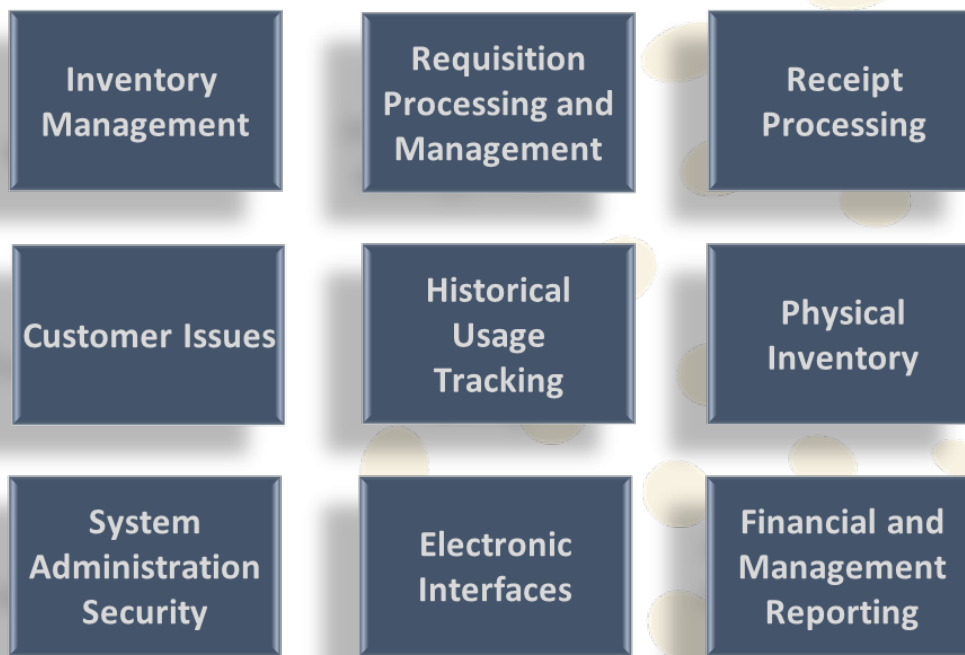 Inventory
Management
Requisition
Processing and
Management
Receipt
Processing
Customer Issues
Historical
Usage
Tracking
Physical
Inventory
System
Administration
Security
Electronic
Interfaces
Financial and
Management
Reporting